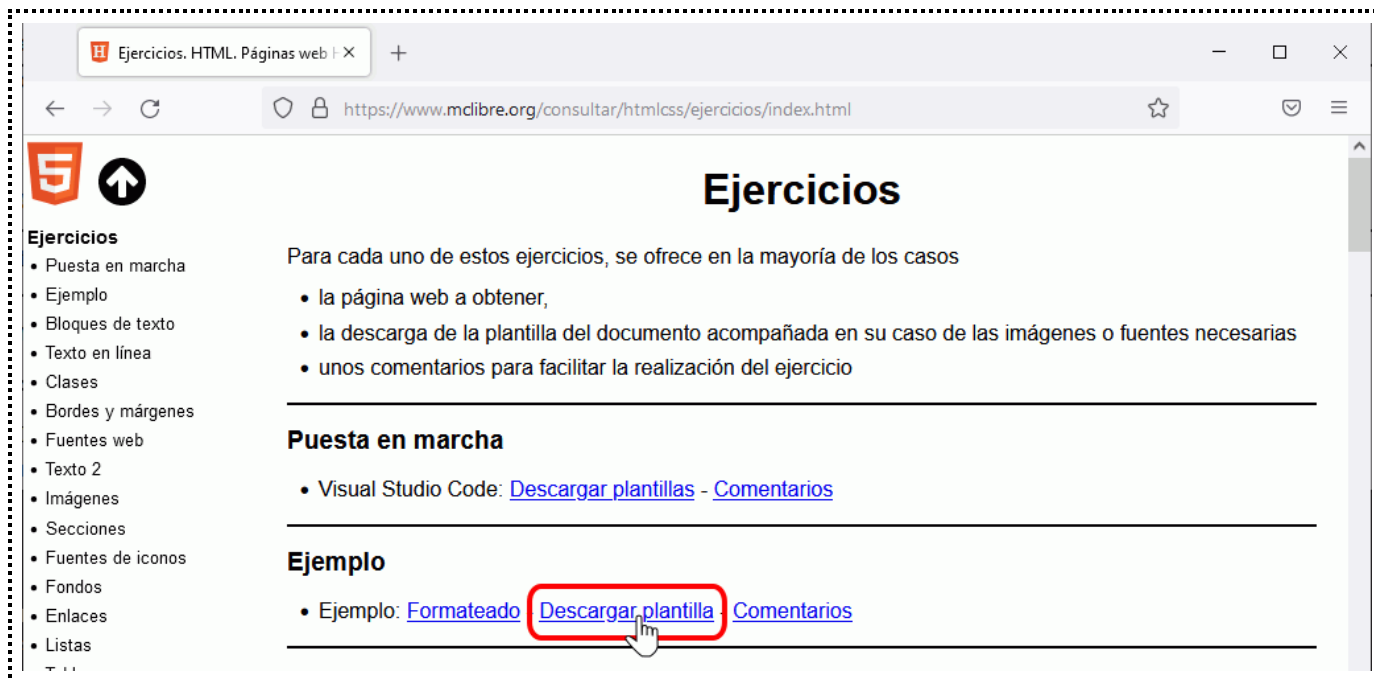 Ejercicios. HTML. Páginas web H
https://www.mclibre.org/consultar/htmlcss/ejercicios/index.html
5
Ejercicios
• Puesta en marcha
• Ejemplo
• Bloques de texto
• Texto en línea
• Clases
• Bordes y márgenes
• Fuentes web
• Texto 2
• Imágenes
• Secciones
• Fuentes de iconos
• Fondos
• Enlaces
• Listas
Ejercicios
Para cada uno de estos ejercicios, se ofrece en la mayoría de los casos
• la página web a obtener,
• la descarga de la plantilla del documento acompañada en su caso de las imágenes o fuentes necesarias
• unos comentarios para facilitar la realización del ejercicio
Puesta en marcha
• Visual Studio Code: Descargar plantillas - Comentarios
Ejemplo
• Ejemplo: Formateado - Descargar plantilla - Comentarios